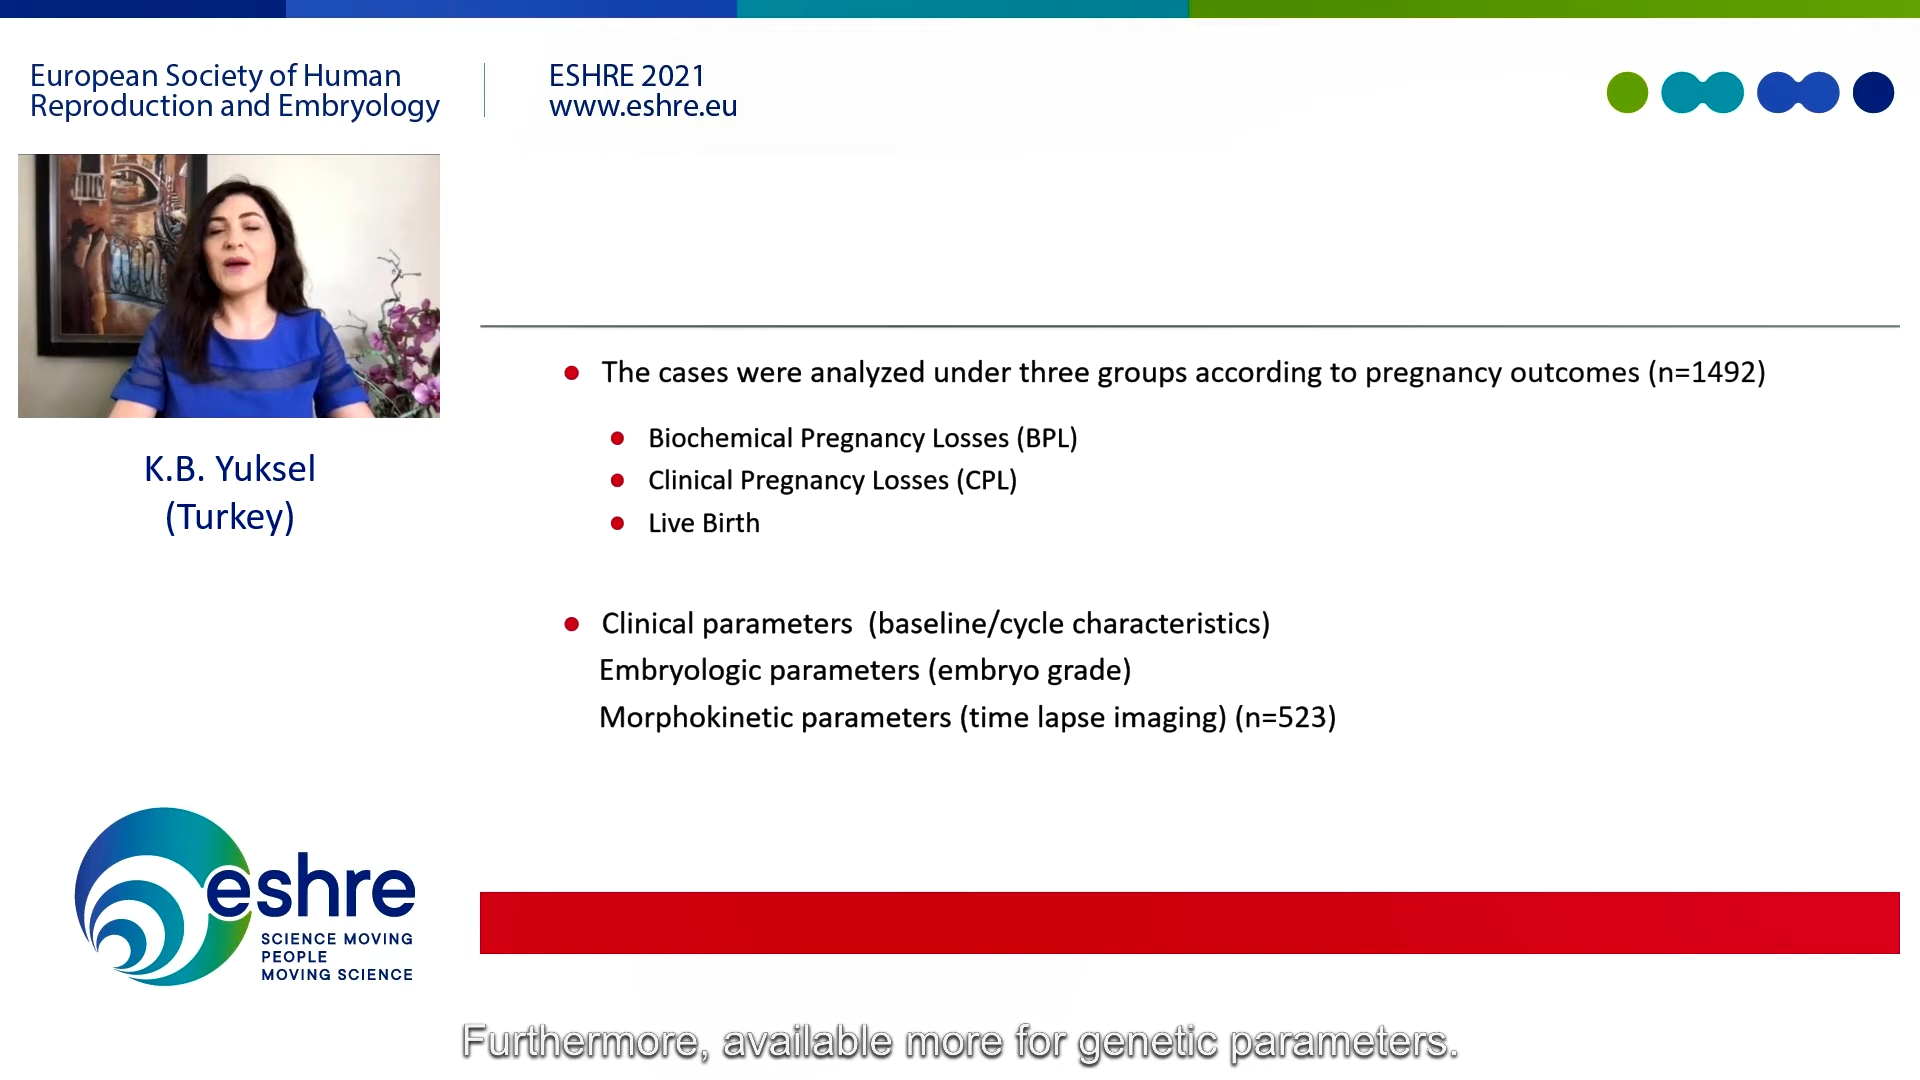 European Society of Human
Reproduction and Embryology
ESHRE 2021
www.eshre.eu
K.B. Yuksel
(Turkey)
• The cases were analyzed under three groups according to pregnancy outcomes (n=1492)
• Biochemical Pregnancy Losses (BPL)
• Clinical Pregnancy Losses (CPL)
• Live Birth
• Clinical parameters (baseline/cycle characteristics)
Embryologic parameters (embryo grade)
Morphokinetic parameters (time lapse imaging) (n=523)
eshre
SCIENCE MOVING
PEOPLE
MOVING SCIENCE
Furthermore, available more for genetic parameters.